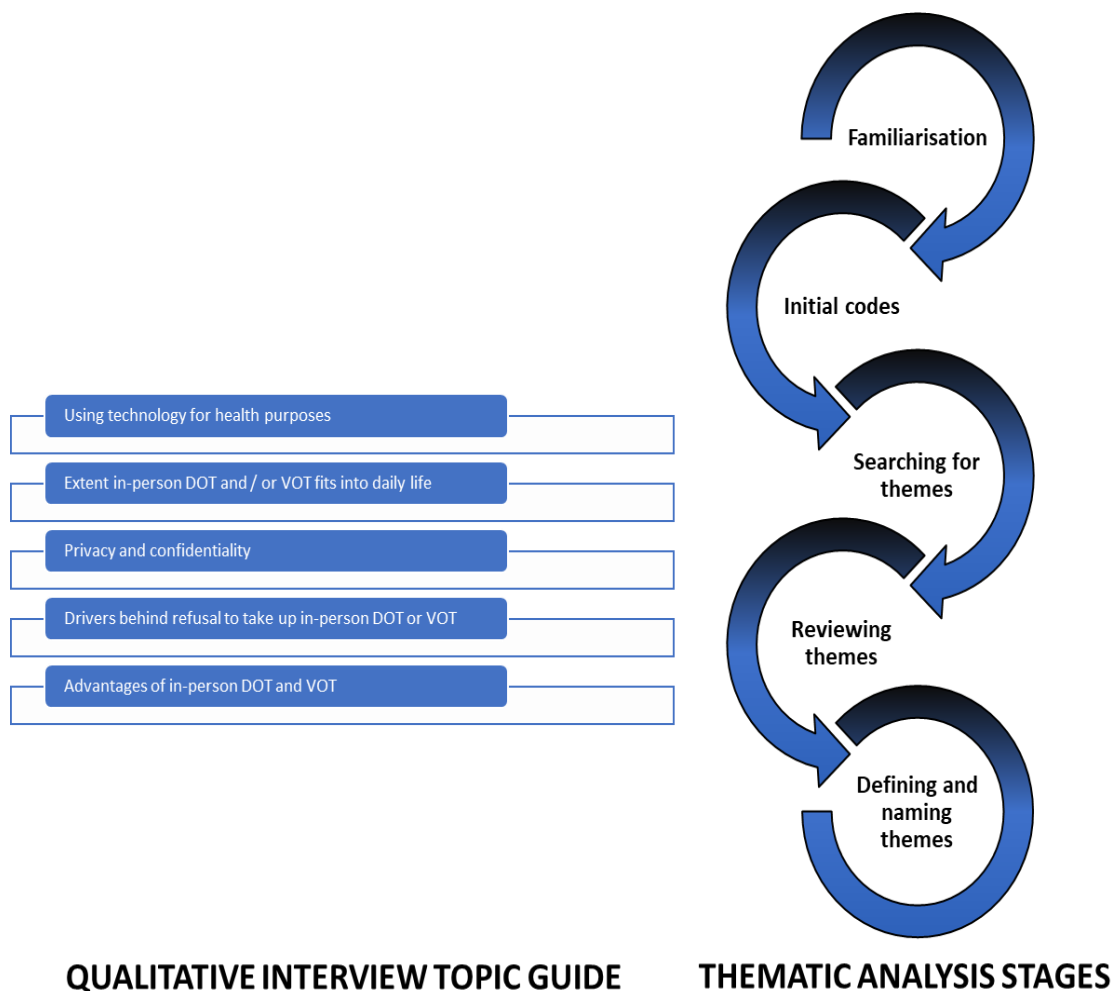 Using technology for health purposes
Extent in-person DOT and / or VOT fits into daily life
Privacy and confidentiality
Drivers behind refusal to take up in-person DOT or VOT
Advantages of in-person DOT and VOT
QUALITATIVE INTERVIEW TOPIC GUIDE
Familiarisation
Initial codes
Searching for
themes
Reviewing
themes
Defining and
naming
themes
THEMATIC ANALYSIS STAGES